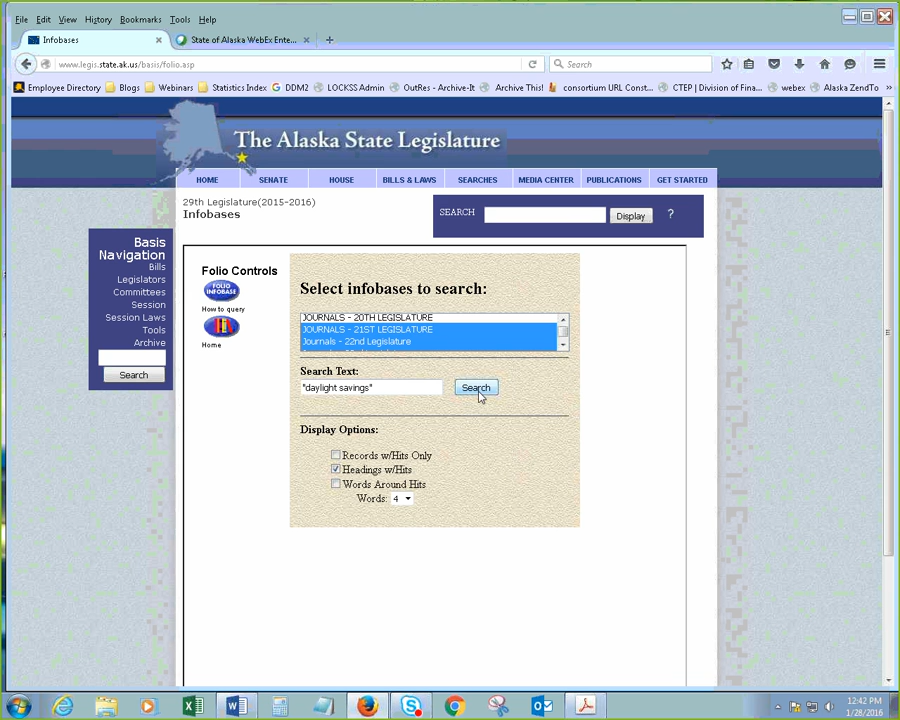 File Edit View History Bookmarks Tools Help
Infobases
State of Alaska WebEx Ente...
www.legis.state.ak.us/basis/folio.asp
Search
Employee Directory Blogs Webinars Statistics Index DDM2 LOCKSS Admin OutRes - Archive-It Archive This! consortium URL Const... CTEP | Division of Fina... webex Alaska ZendTo
The Alaska State Legislature
HOME SENATE HOUSE BILLS & LAWS SEARCHES MEDIA CENTER PUBLICATIONS GET STARTED
29th Legislature(2015-2016)
Infobases
SEARCH Display ?
Basis
Navigation
Bills
Legislators
Committees
Session
Session Laws
Tools
Archive
Search
Folio Controls
FOLIO
INFOBASE
How to query
Home
Select infobases to search:
JOURNALS - 20TH LEGISLATURE
JOURNALS - 21ST LEGISLATURE
Journals - 22nd Legislature
Search Text:
"daylight savings" Search
Display Options:
Records w/Hits Only
Headings w/Hits
Words Around Hits
Words: 4
12:42 PM
1/28/2016